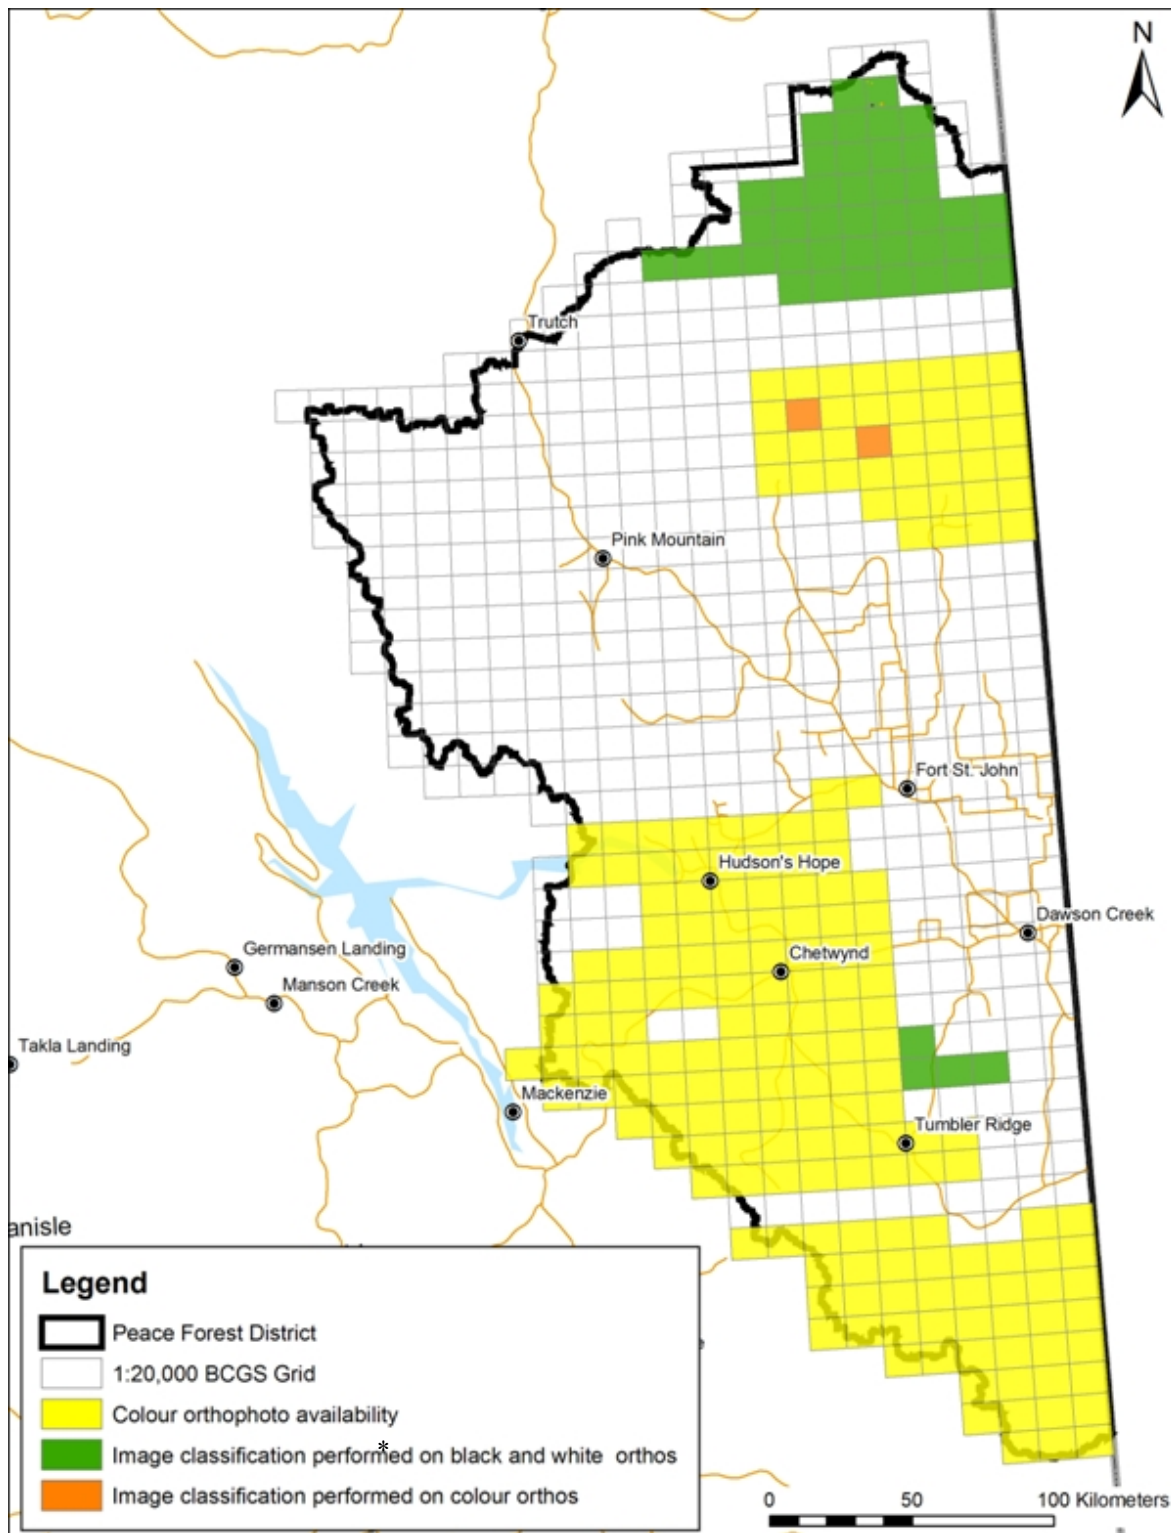 N
Trutch
Pink Mountain
Fort St. John
Hudson's Hope
Dawson Creek
Germansen Landing
Chetwynd
Manson Creek
Takla Landing
Mackenzie
Tumbler Ridge
anisle
Legend
Peace Forest District
1:20,000 BCGS Grid
Colour orthophoto availability
Image classification performed* on black and white orthos
Image classification performed on colour orthos
0 50 100 Kilometers